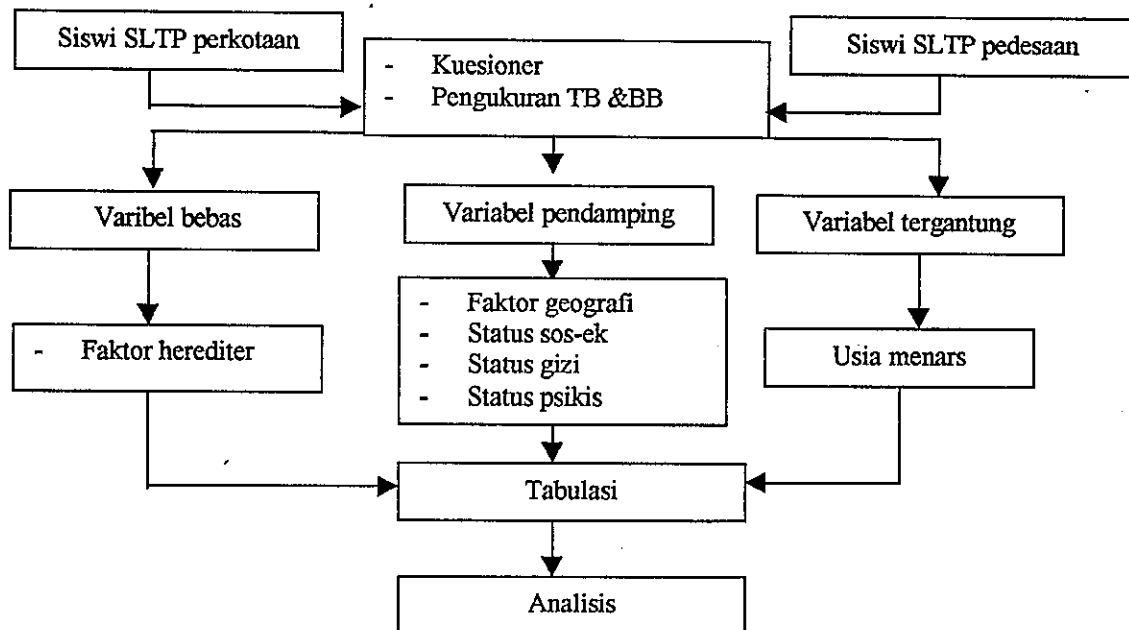 Siswi SLTP perkotaan
Siswi SLTP pedesaan
- Kuesioner
- Pengukuran TB &BB
Varibel bebas
Variabel pendamping
Variabel tergantung
- Faktor herediter
- Faktor geografi
- Status sos-ek
- Status gizi
- Status psikis
Usia menars
Tabulasi
Analisis